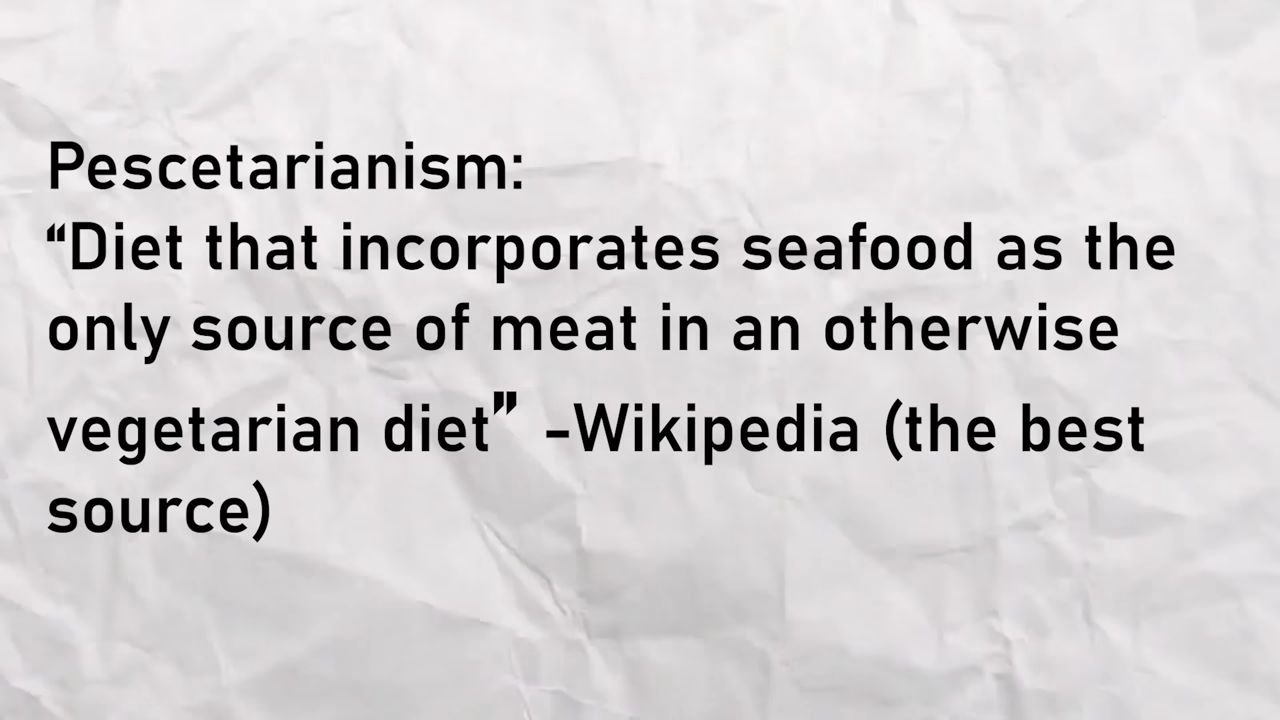 Pescetarianism:
“Diet that incorporates seafood as the
only source of meat in an otherwise
vegetarian diet” -Wikipedia (the best
source)